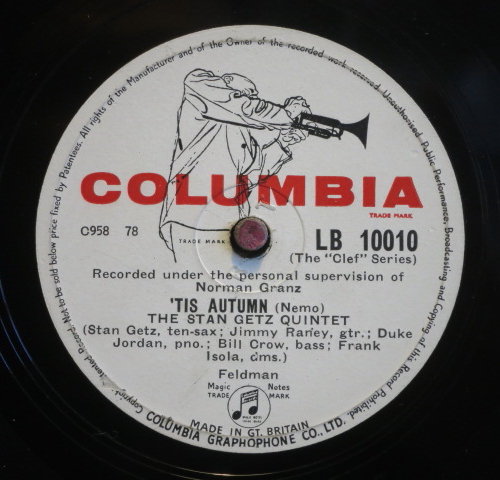 All rights of the Manufacturer and of the Owner of the recorded work reserved. Unauthorised Public Performance, Broadcasting and Copying of this Record Prohibited.
Copyright. Patented Record. Not to be sold below price fixed by Patentees.
COLUMBIA
TRADE MARK
C958 78
TRADE MARK
LB 10010
(The "Clef" Series)
Recorded under the personal supervision of
Norman Granz
'TIS AUTUMN (Nemo)
THE STAN GETZ QUINTET
(Stan Getz, ten-sax; Jimmy Raney, gtr.; Duke
Jordan, pno.; Bill Crow, bass; Frank
Isola, dms.)
Feldman
Magic Notes
TRADE MARK
MADE IN GT. BRITAIN
COLUMBIA GRAPHOPHONE CO., LTD.